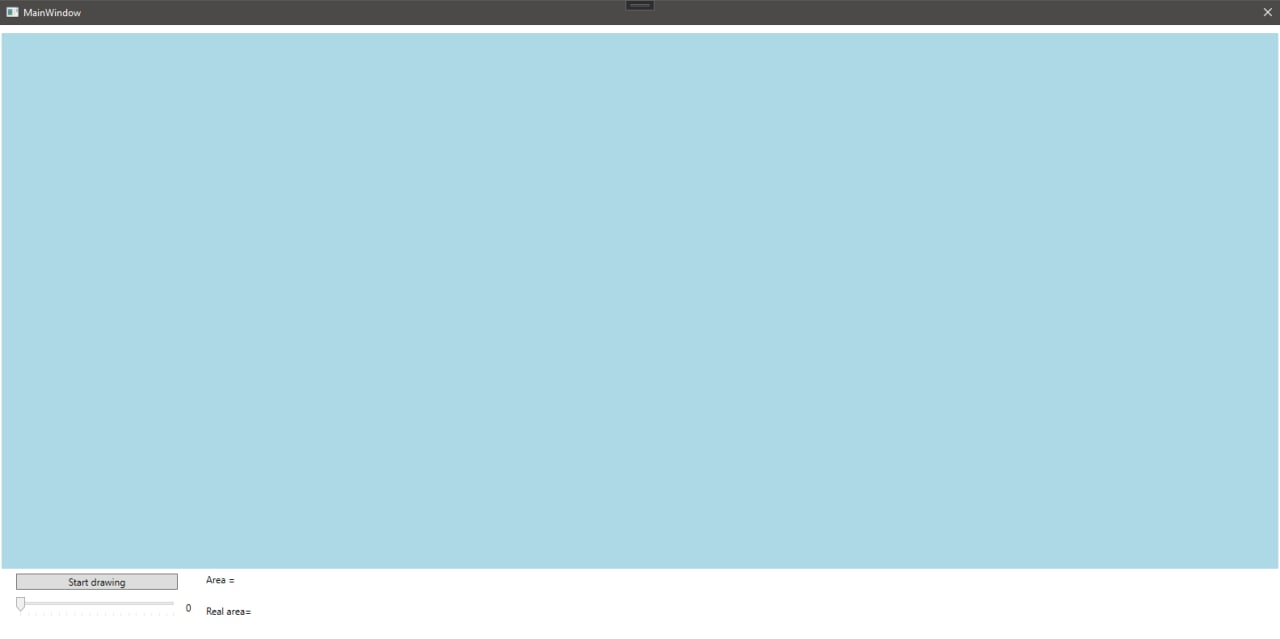 MainWindow
Start drawing
Area =
0
Real area=